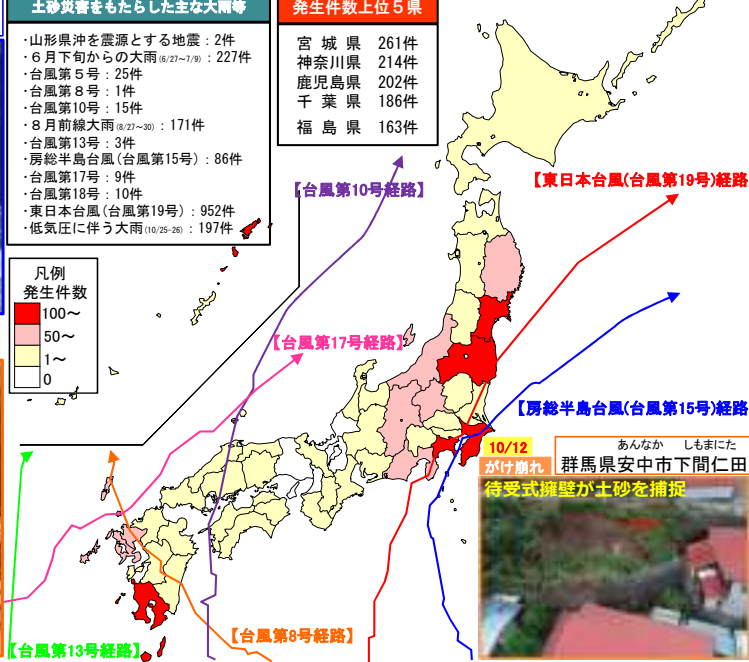 土砂災害をもたらした主な大雨等
・山形県沖を震源とする地震：2件
・６月下旬からの大雨(6/27～7/9)：227件
・台風第５号：25件
・台風第８号：1件
・台風第10号：15件
・８月前線大雨(8/27～30)：171件
・台風第13号：3件
・房総半島台風(台風第15号)：86件
・台風第17号：9件
・台風第18号：10件
・東日本台風(台風第19号)：952件
・低気圧に伴う大雨(10/25-26)：197件
発生件数上位５県
宮城県 261件
神奈川県 214件
鹿児島県 202件
千葉県 186件
福島県 163件
【台風第10号経路】
【東日本台風(台風第19号)経路
凡例
発生件数
100～
50～
1～
0
【台風第17号経路】
【房総半島台風(台風第15号)経路
10/12
がけ崩れ
あんなか しもまにた
群馬県安中市下間仁田
待受式擁壁が土砂を捕捉
【台風第8号経路】
【台風第13号経路】